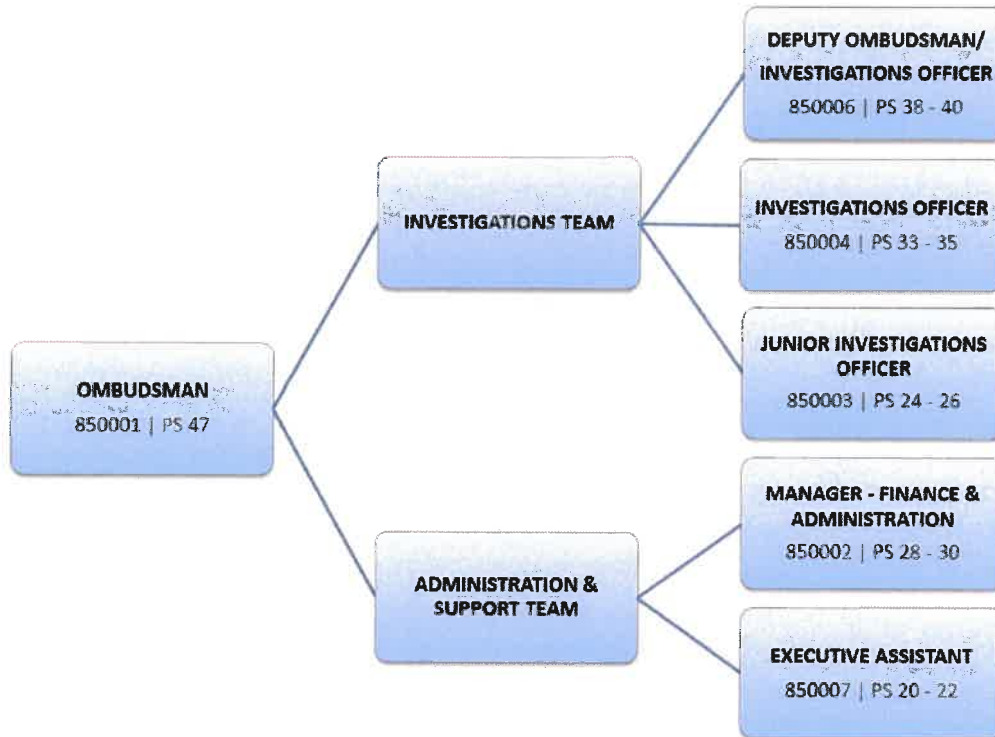 DEPUTY OMBUDSMAN/
INVESTIGATIONS OFFICER
850006 | PS 38 - 40
INVESTIGATIONS TEAM
INVESTIGATIONS OFFICER
850004 | PS 33 - 35
JUNIOR INVESTIGATIONS
OFFICER
850003 | PS 24 - 26
OMBUDSMAN
850001 | PS 47
MANAGER - FINANCE &
ADMINISTRATION
850002 | PS 28 - 30
ADMINISTRATION &
SUPPORT TEAM
EXECUTIVE ASSISTANT
850007 | PS 20 - 22